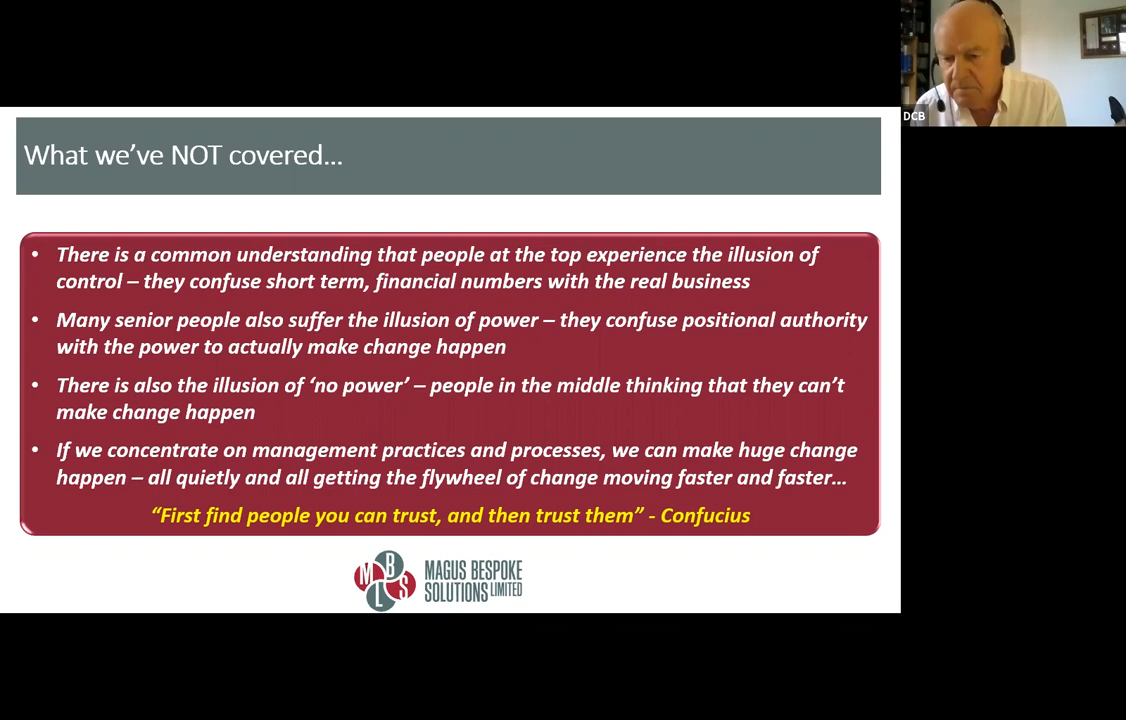 DCB
What we’ve NOT covered…
• There is a common understanding that people at the top experience the illusion of
control – they confuse short term, financial numbers with the real business
• Many senior people also suffer the illusion of power – they confuse positional authority
with the power to actually make change happen
• There is also the illusion of ‘no power’ – people in the middle thinking that they can’t
make change happen
• If we concentrate on management practices and processes, we can make huge change
happen – all quietly and all getting the flywheel of change moving faster and faster…
“First find people you can trust, and then trust them” - Confucius
M B L S
MAGUS BESPOKE
SOLUTIONS LIMITED